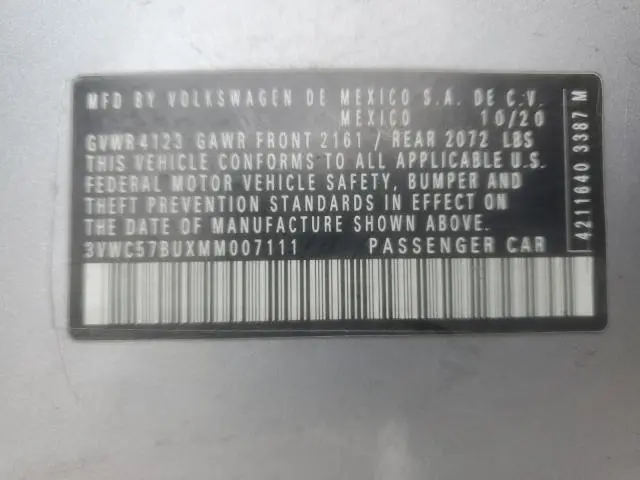 MFD BY VOLKSWAGEN DE MEXICO S.A. DE C.V.
MEXICO 10/20
GVWR 4123 GAWR FRONT 2161 / REAR 2072 LBS
THIS VEHICLE CONFORMS TO ALL APPLICABLE U.S.
FEDERAL MOTOR VEHICLE SAFETY, BUMPER AND
THEFT PREVENTION STANDARDS IN EFFECT ON
THE DATE OF MANUFACTURE SHOWN ABOVE.
3VWC57BUXMM007111 PASSENGER CAR
4211640 3387 M